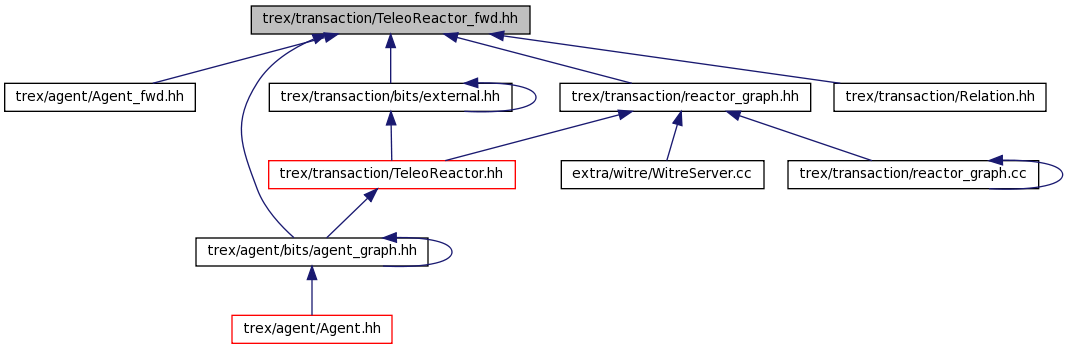 trex/transaction/TeleoReactor_fwd.hh
trex/agent/Agent_fwd.hh
trex/transaction/bits/external.hh
trex/transaction/reactor_graph.hh
trex/transaction/Relation.hh
trex/transaction/TeleoReactor.hh
extra/witre/WitreServer.cc
trex/transaction/reactor_graph.cc
trex/agent/bits/agent_graph.hh
trex/agent/Agent.hh